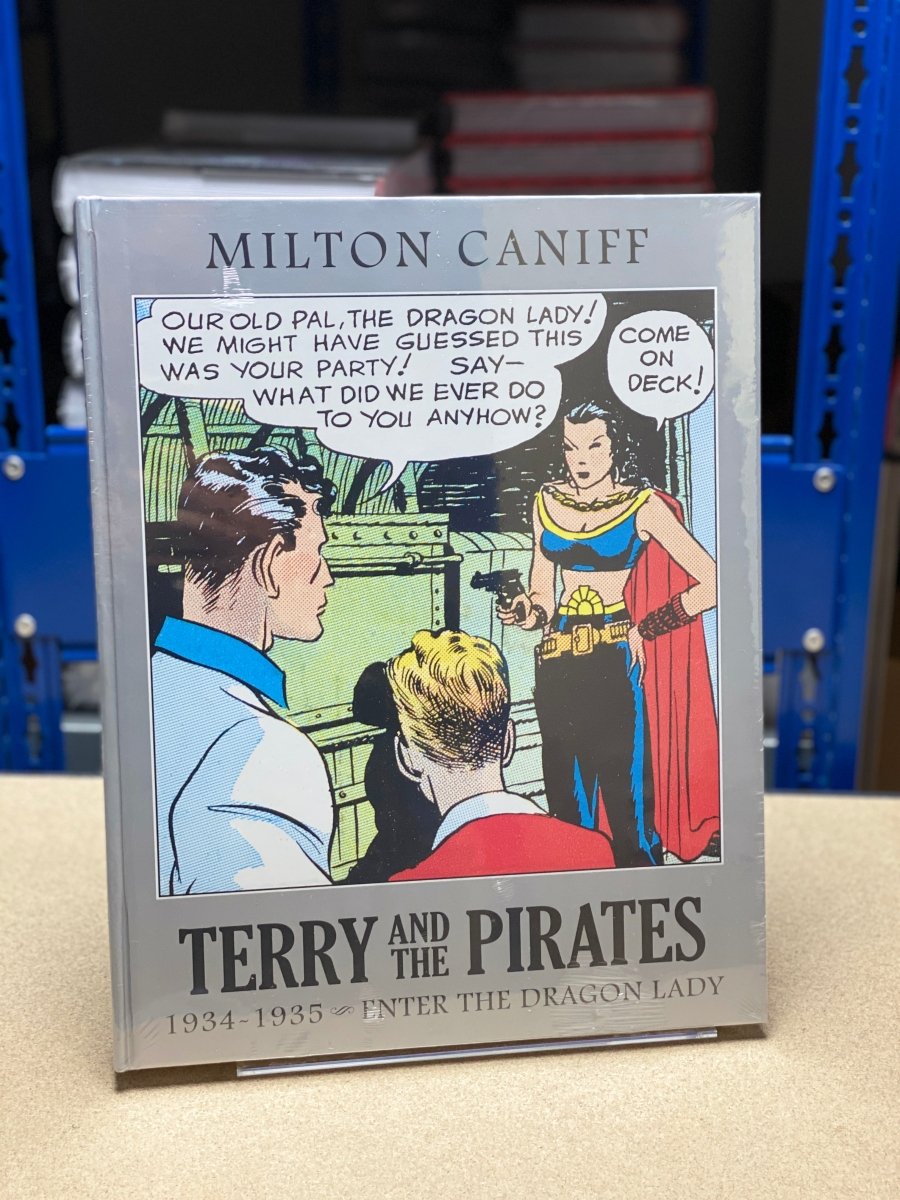 MILTON CANIFF
OUR OLD PAL, THE DRAGON LADY!
WE MIGHT HAVE GUESSED THIS
WAS YOUR PARTY! SAY—
WHAT DID WE EVER DO
TO YOU ANYHOW?
COME
ON
DECK!
TERRY AND THE PIRATES
1934~1935 ~ ENTER THE DRAGON LADY